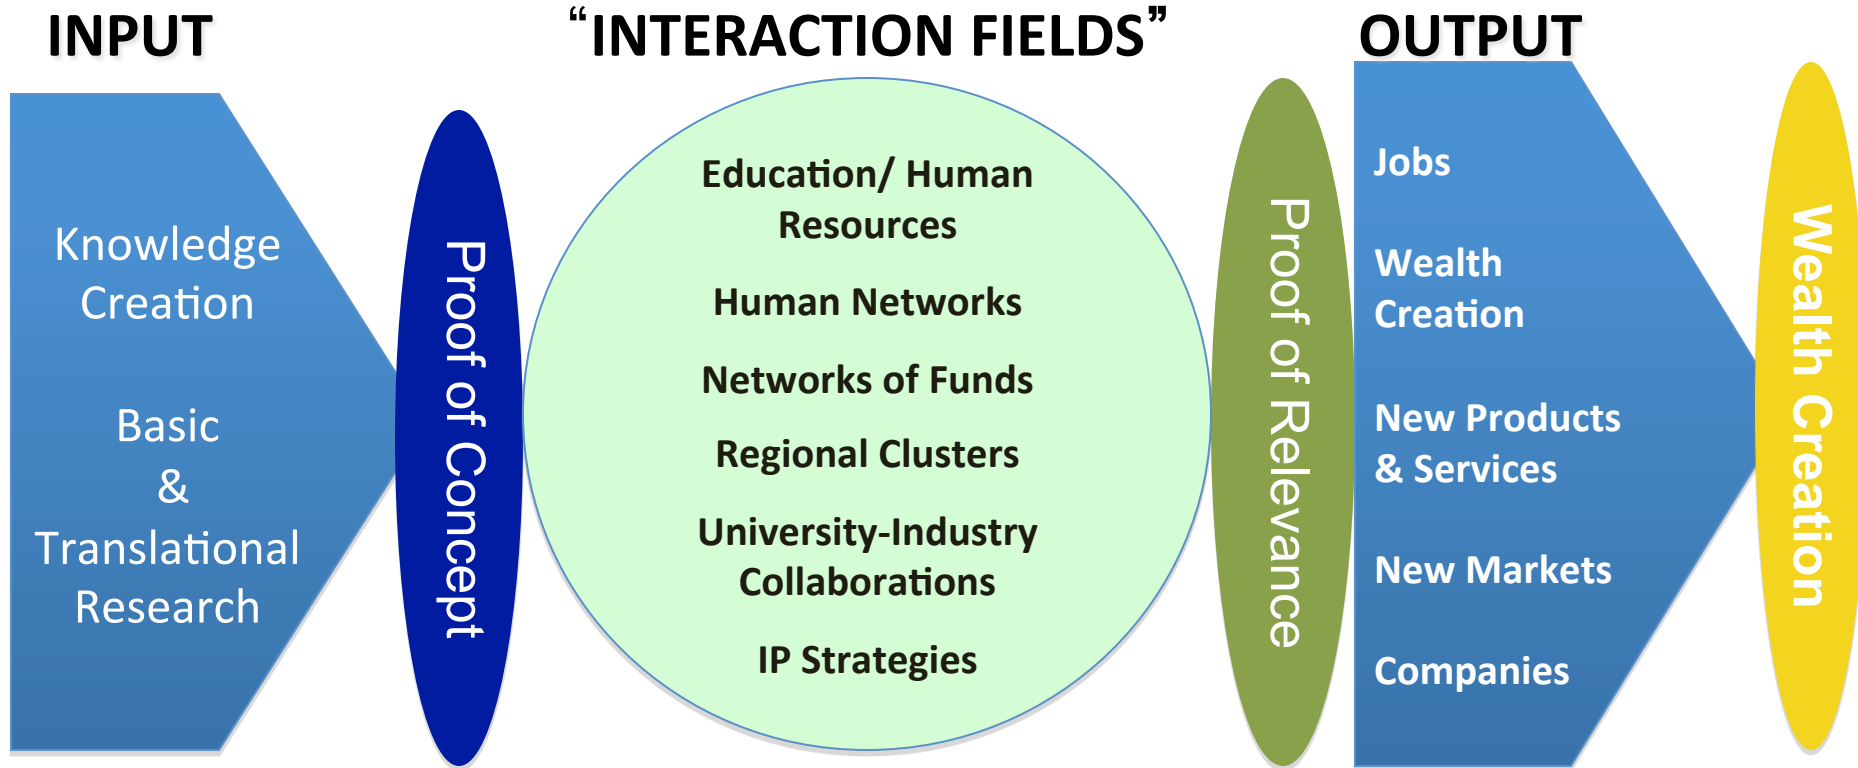 INPUT
Knowledge
Creation
Basic
&
Translational
Research
Proof of Concept
“INTERACTION FIELDS”
Education/ Human
Resources
Human Networks
Networks of Funds
Regional Clusters
University-Industry
Collaborations
IP Strategies
Proof of Relevance
OUTPUT
Jobs
Wealth
Creation
New Products
& Services
New Markets
Companies
Wealth Creation